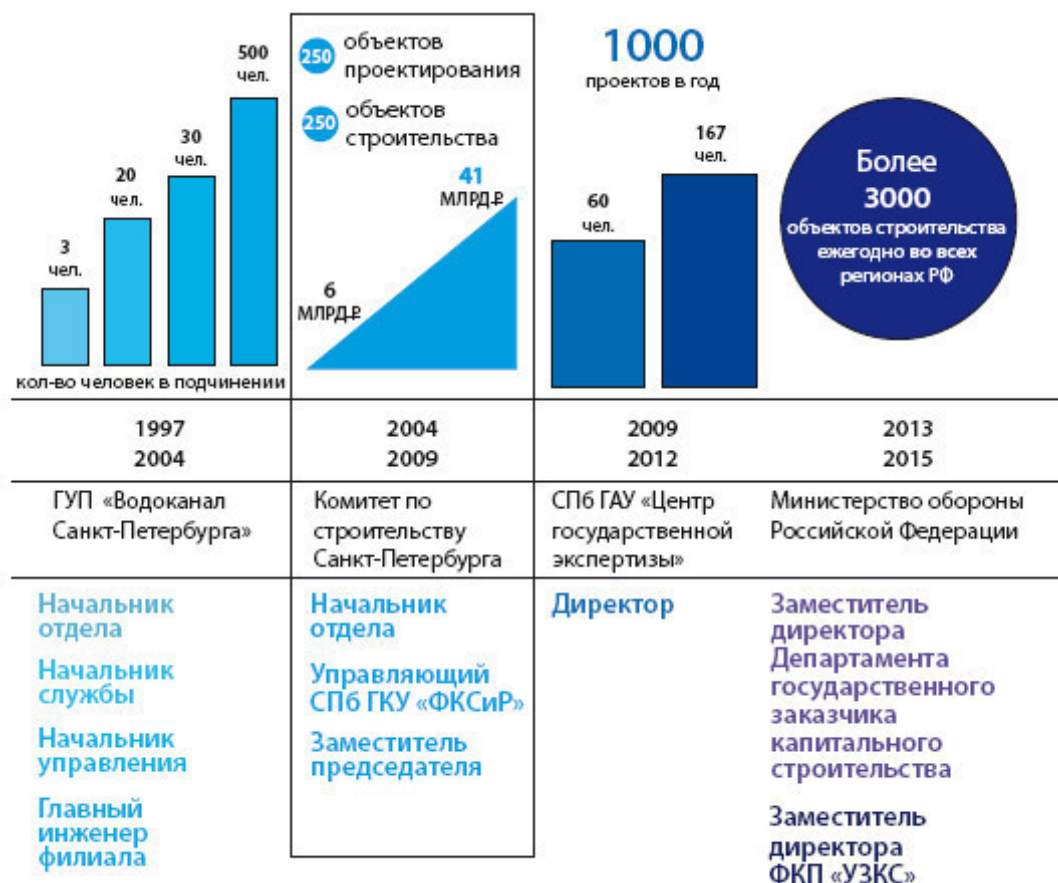 500
чел.
30
чел.
20
чел.
3
чел.
кол-во человек в подчинении
250
объектов
проектирования
250
объектов
строительства
41
МЛРД₽
6
МЛРД₽
1000
проектов в год
167
чел.
60
чел.
Более
3000
объектов строительства
ежегодно во всех
регионах РФ
1997
2004
2004
2009
2009
2012
2013
2015
ГУП «Водоканал
Санкт-Петербурга»
Комитет по
строительству
Санкт-Петербурга
СПб ГАУ «Центр
государственной
экспертизы»
Министерство обороны
Российской Федерации
Начальник
отдела
Начальник
службы
Начальник
управления
Главный
инженер
филиала
Начальник
отдела
Управляющий
СПб ГКУ «ФКСиР»
Заместитель
председателя
Директор
Заместитель
директора
Департамента
государственного
заказчика
капитального
строительства
Заместитель
директора
ФКП «УЗКС»